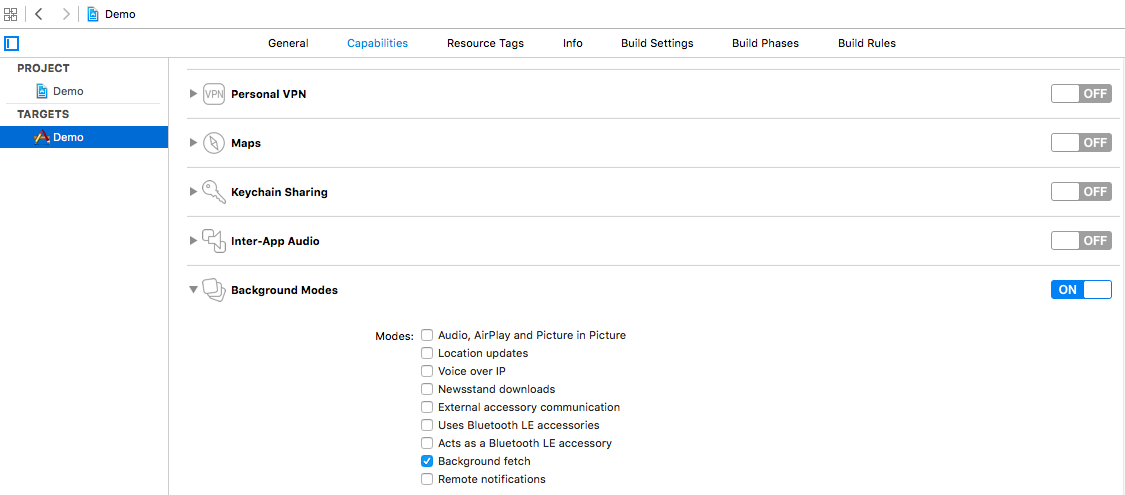 Demo
General Capabilities Resource Tags Info Build Settings Build Phases Build Rules
PROJECT
Demo
TARGETS
Demo
VPN Personal VPN OFF
Maps OFF
Keychain Sharing OFF
Inter-App Audio OFF
Background Modes ON
Modes: Audio, AirPlay and Picture in Picture
Location updates
Voice over IP
Newsstand downloads
External accessory communication
Uses Bluetooth LE accessories
Acts as a Bluetooth LE accessory
Background fetch
Remote notifications